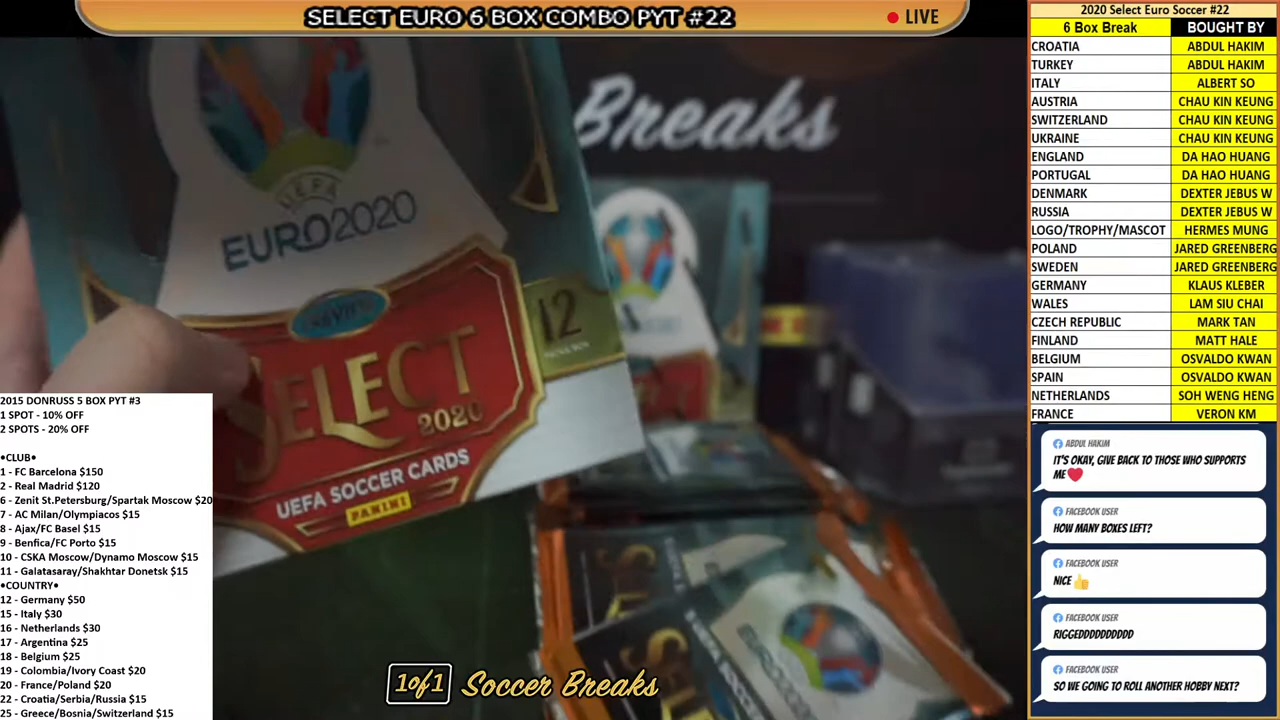 SELECT EURO 6 BOX COMBO PYT #22
LIVE
Breaks
UEFA
EURO2020
SELECT
2020
UEFA SOCCER CARDS
PANINI
12
1of1 Soccer Breaks
2015 DONRUSS 5 BOX PYT #3
1 SPOT - 10% OFF
2 SPOTS - 20% OFF
•CLUB•
1 - FC Barcelona $150
2 - Real Madrid $120
6 - Zenit St.Petersburg/Spartak Moscow $20
7 - AC Milan/Olympiacos $15
8 - Ajax/FC Basel $15
9 - Benfica/FC Porto $15
10 - CSKA Moscow/Dynamo Moscow $15
11 - Galatasaray/Shakhtar Donetsk $15
•COUNTRY•
12 - Germany $50
15 - Italy $30
16 - Netherlands $30
17 - Argentina $25
18 - Belgium $25
19 - Colombia/Ivory Coast $20
20 - France/Poland $20
22 - Croatia/Serbia/Russia $15
25 - Greece/Bosnia/Switzerland $15
2020 Select Euro Soccer #22
6 Box Break BOUGHT BY
CROATIA ABDUL HAKIM
TURKEY ABDUL HAKIM
ITALY ALBERT SO
AUSTRIA CHAU KIN KEUNG
SWITZERLAND CHAU KIN KEUNG
UKRAINE CHAU KIN KEUNG
ENGLAND DA HAO HUANG
PORTUGAL DA HAO HUANG
DENMARK DEXTER JEBUS W
RUSSIA DEXTER JEBUS W
LOGO/TROPHY/MASCOT HERMES MUNG
POLAND JARED GREENBERG
SWEDEN JARED GREENBERG
GERMANY KLAUS KLEBER
WALES LAM SIU CHAI
CZECH REPUBLIC MARK TAN
FINLAND MATT HALE
BELGIUM OSVALDO KWAN
SPAIN OSVALDO KWAN
NETHERLANDS SOH WENG HENG
FRANCE VERON KM
ABDUL HAKIM
IT'S OKAY, GIVE BACK TO THOSE WHO SUPPORTS
ME❤️
FACEBOOK USER
HOW MANY BOXES LEFT?
FACEBOOK USER
NICE 👍
FACEBOOK USER
RIGGEDDDDDDDDD
FACEBOOK USER
SO WE GOING TO ROLL ANOTHER HOBBY NEXT?